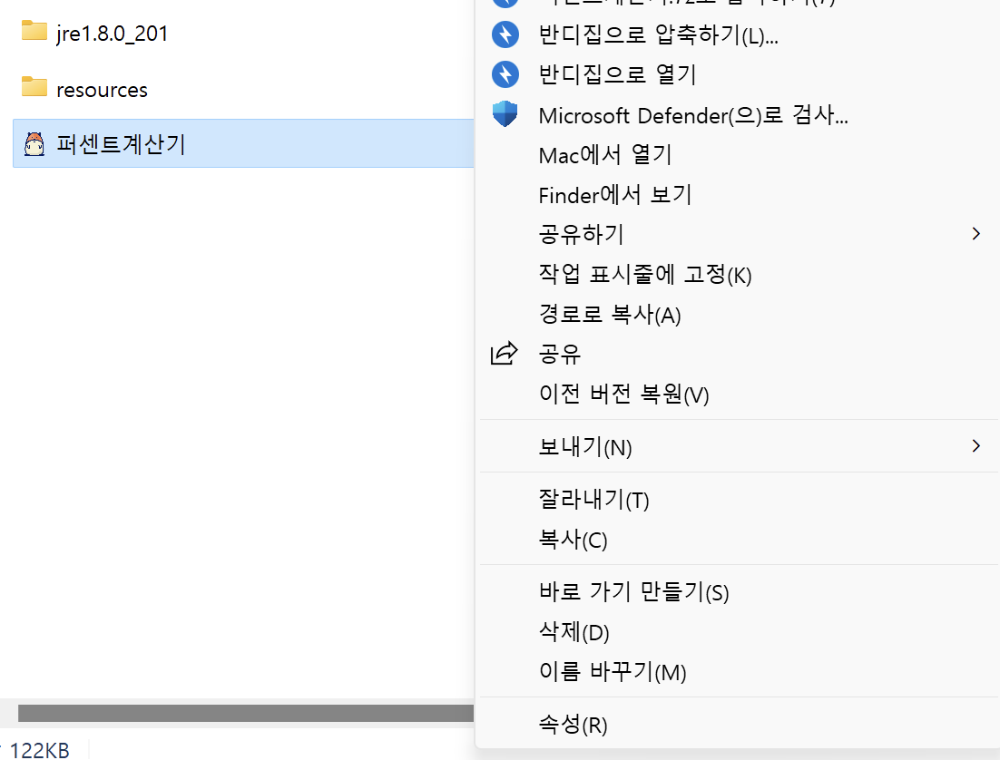 jre1.8.0_201
resources
퍼센트계산기
122KB
반디집으로 압축하기(L)...
반디집으로 열기
Microsoft Defender(으)로 검사...
Mac에서 열기
Finder에서 보기
공유하기
작업 표시줄에 고정(K)
경로로 복사(A)
공유
이전 버전 복원(V)
보내기(N)
잘라내기(T)
복사(C)
바로 가기 만들기(S)
삭제(D)
이름 바꾸기(M)
속성(R)